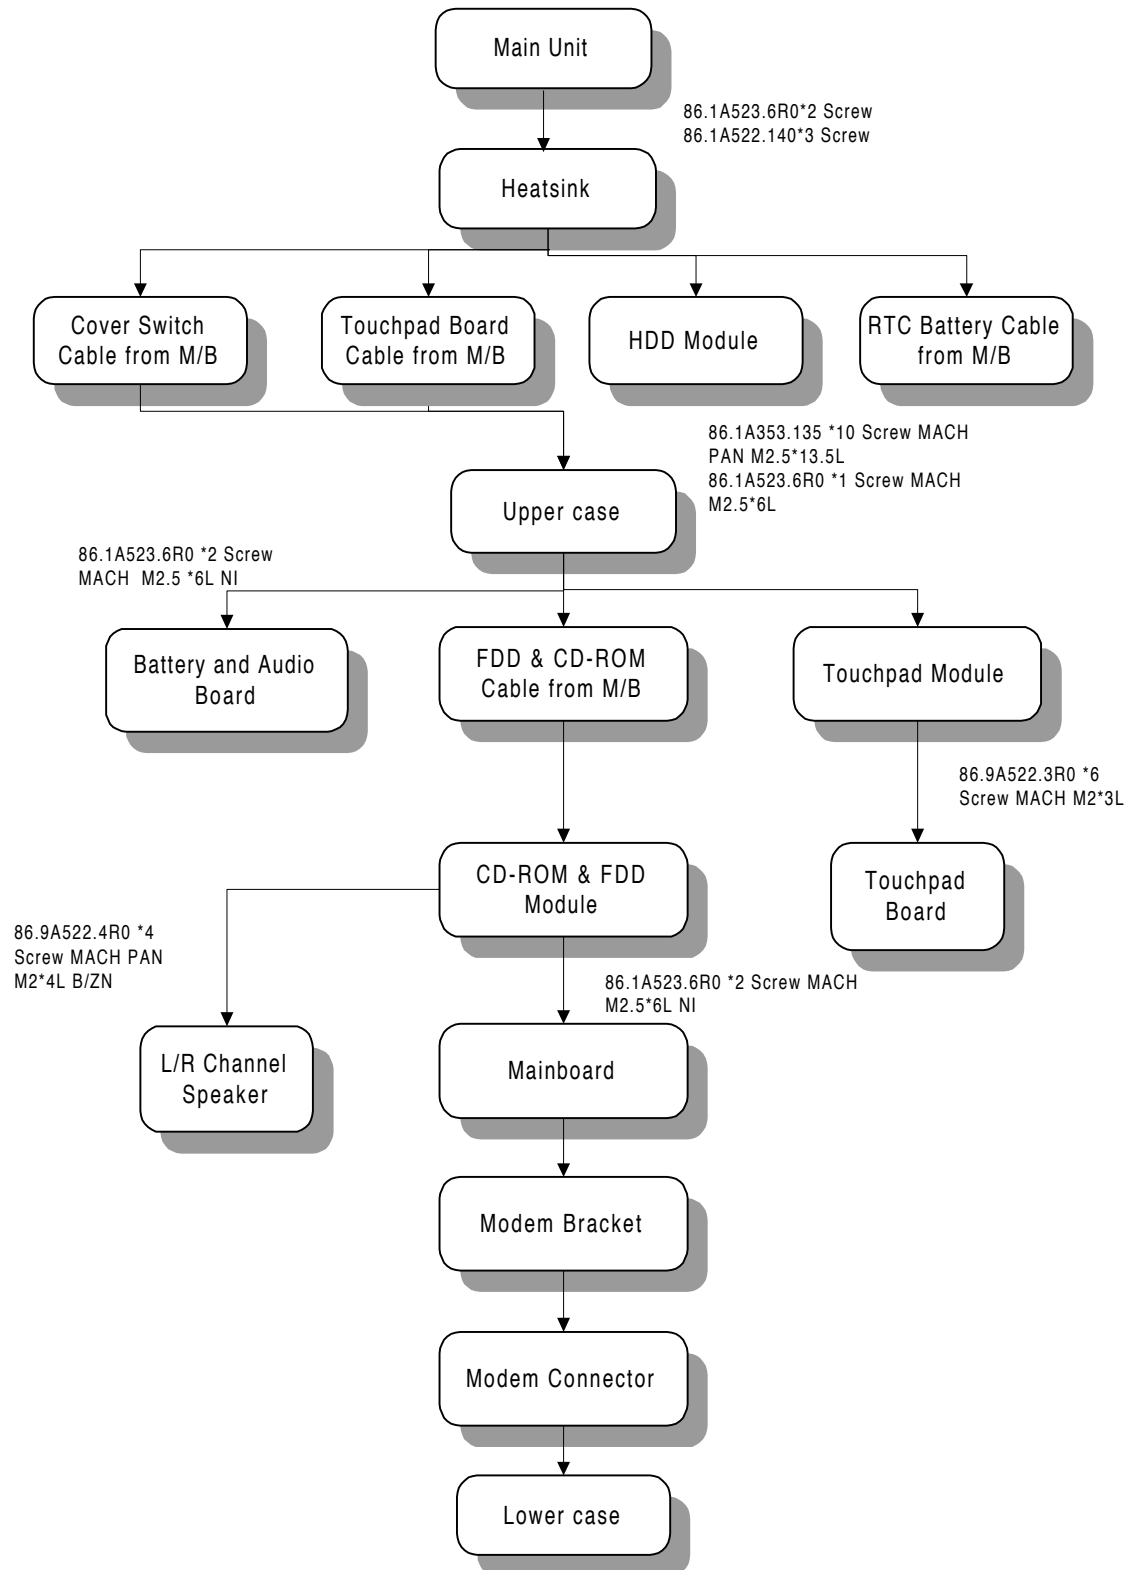 Main Unit
86.1A523.6R0*2 Screw
86.1A522.140*3 Screw
Heatsink
Cover Switch
Cable from M/B
Touchpad Board
Cable from M/B
HDD Module
RTC Battery Cable
from M/B
86.1A353.135 *10 Screw MACH
PAN M2.5*13.5L
86.1A523.6R0 *1 Screw MACH
M2.5*6L
Upper case
86.1A523.6R0 *2 Screw
MACH M2.5 *6L NI
Battery and Audio
Board
FDD & CD-ROM
Cable from M/B
Touchpad Module
86.9A522.3R0 *6
Screw MACH M2*3L
CD-ROM & FDD
Module
Touchpad
Board
86.9A522.4R0 *4
Screw MACH PAN
M2*4L B/ZN
86.1A523.6R0 *2 Screw MACH
M2.5*6L NI
L/R Channel
Speaker
Mainboard
Modem Bracket
Modem Connector
Lower case